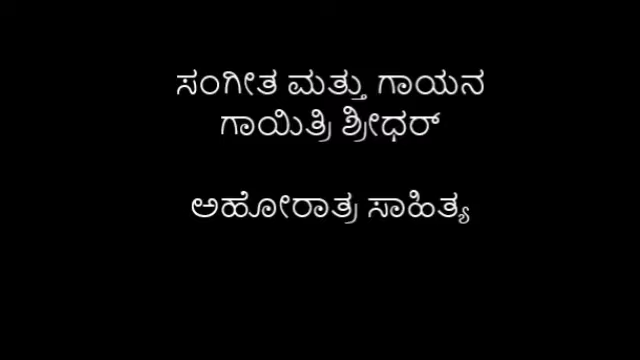 ಸಂಗೀತ ಮತ್ತು ಗಾಯನ
ಗಾಯಿತ್ರಿ ಶ್ರೀಧರ್
ಅಹೋರಾತ್ರ ಸಾಹಿತ್ಯ